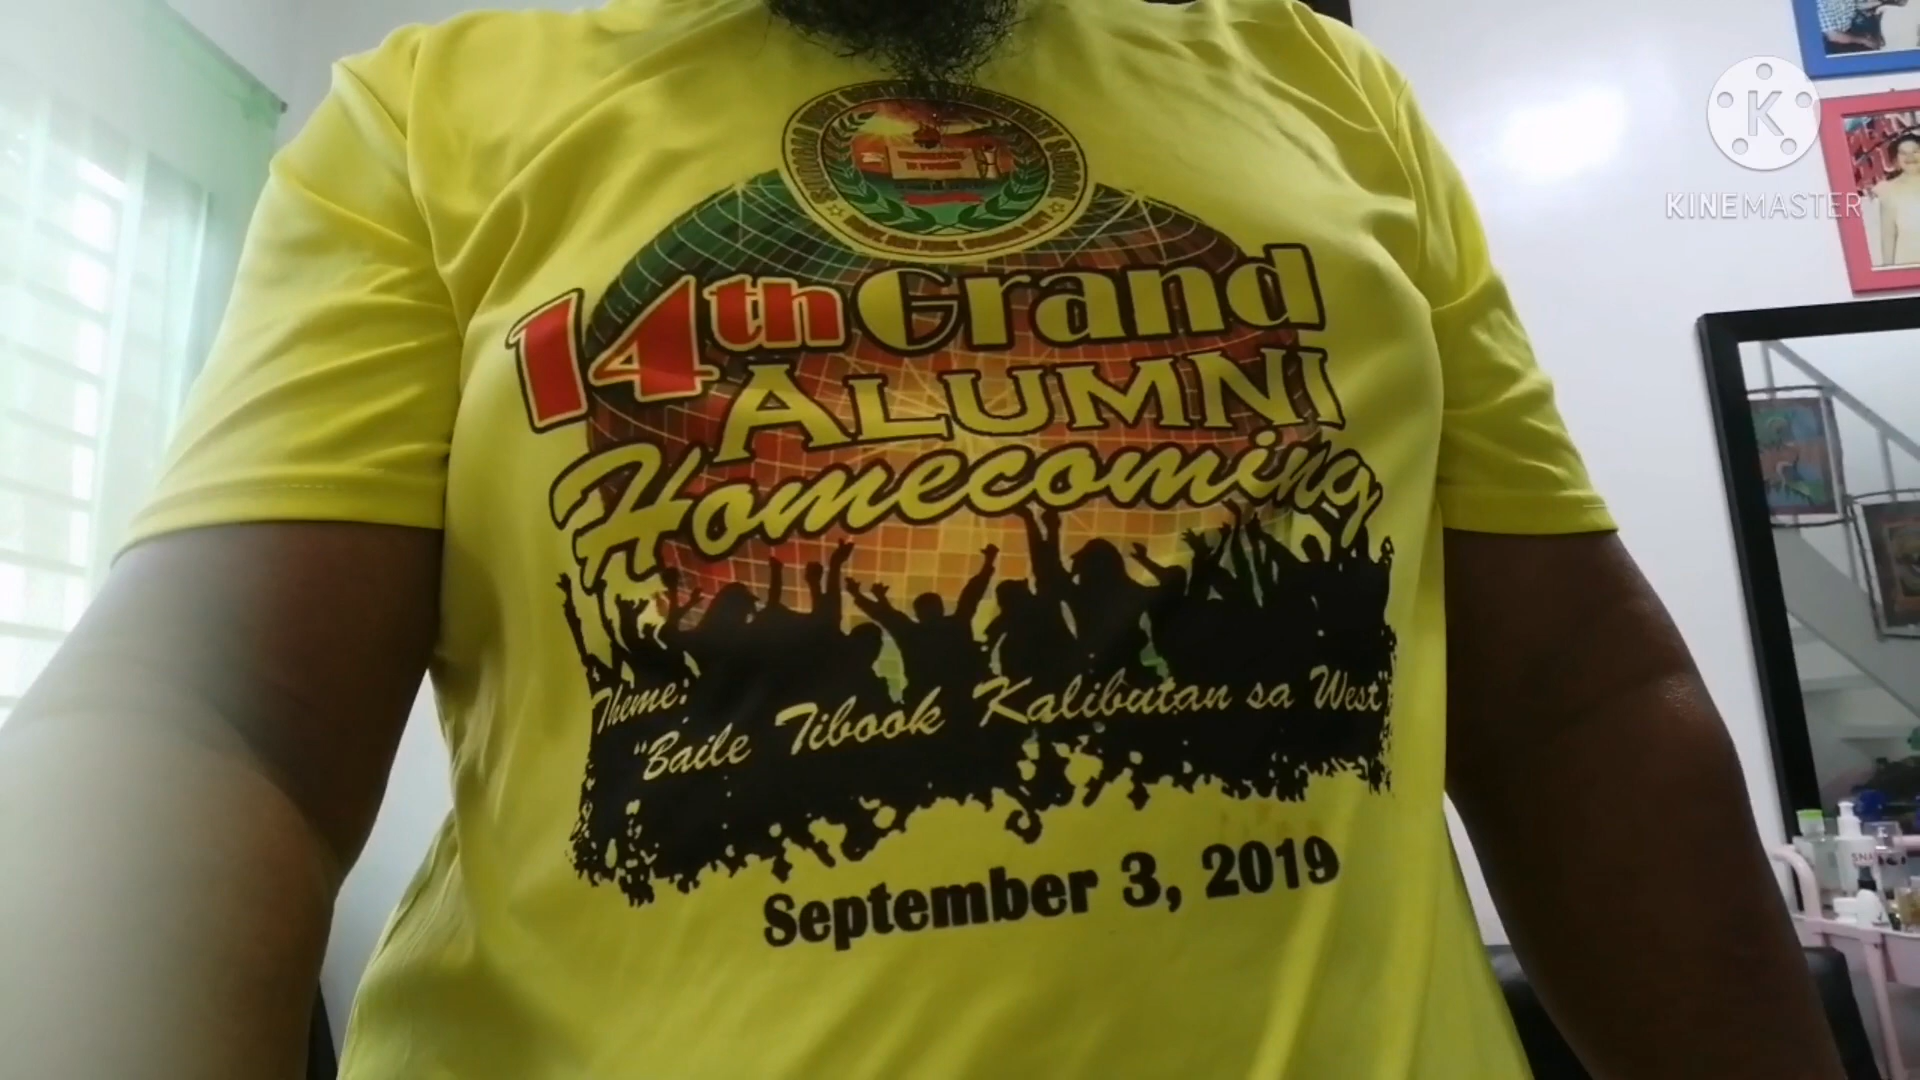 14th Grand
ALUMNI
Homecoming
Theme:
"Baile Tibook Kalibutan sa West"
September 3, 2019
K
KINEMASTER